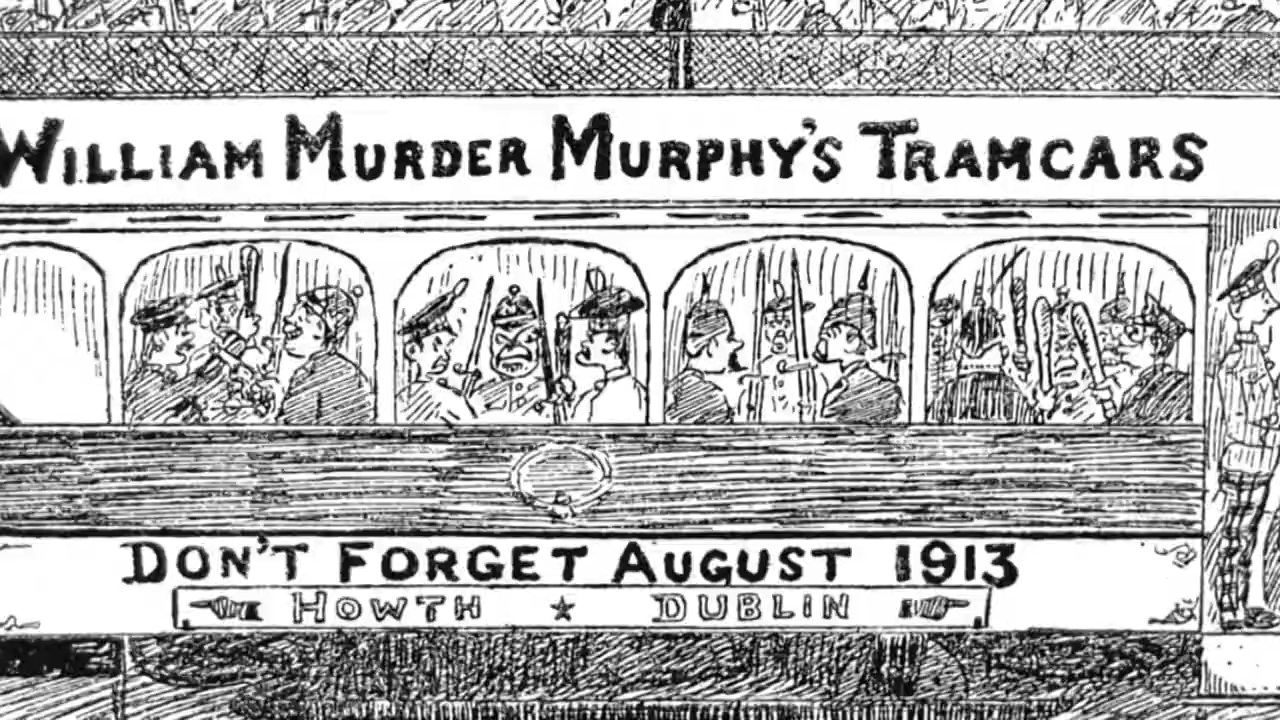 WILLIAM MURDER MURPHY'S TRAMCARS
DON'T FORGET AUGUST 1913
HOWTH ★ DUBLIN